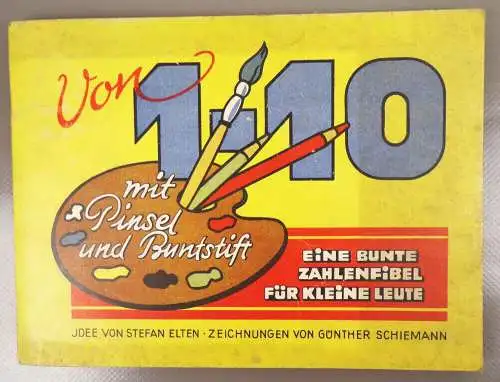 Von
1-10
mit
Pinsel
und Buntstift
EiNE BUNTE
ZAHLENFiBEL
FÜR KLEiNE LEUTE
JDEE VON STEFAN ELTEN · ZEICHNUNGEN VON GÜNTHER SCHIEMANN